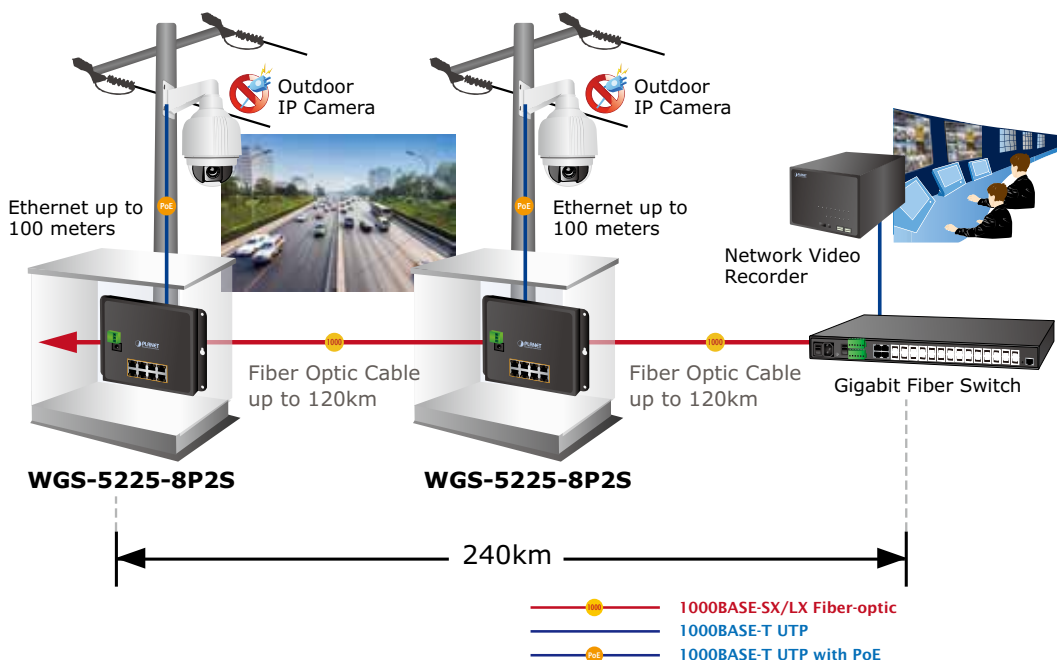 Outdoor
IP Camera
Outdoor
IP Camera
Ethernet up to
100 meters
PoE
PoE
Ethernet up to
100 meters
Network Video
Recorder
PLANET
PLANET
1000
1000
Fiber Optic Cable
up to 120km
Fiber Optic Cable
up to 120km
Gigabit Fiber Switch
WGS-5225-8P2S
WGS-5225-8P2S
240km
1000 1000BASE-SX/LX Fiber-optic
1000BASE-T UTP
PoE 1000BASE-T UTP with PoE